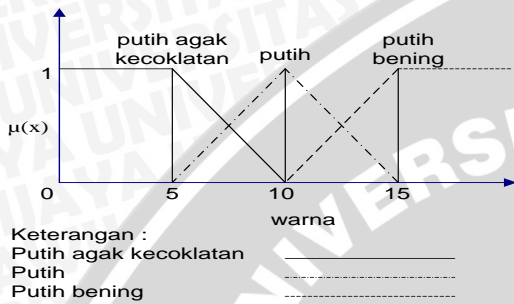 putih agak
kecoklatan
putih
putih
bening
1
μ(x)
0
5
10
15
warna
Keterangan :
Putih agak kecoklatan
Putih
Putih bening